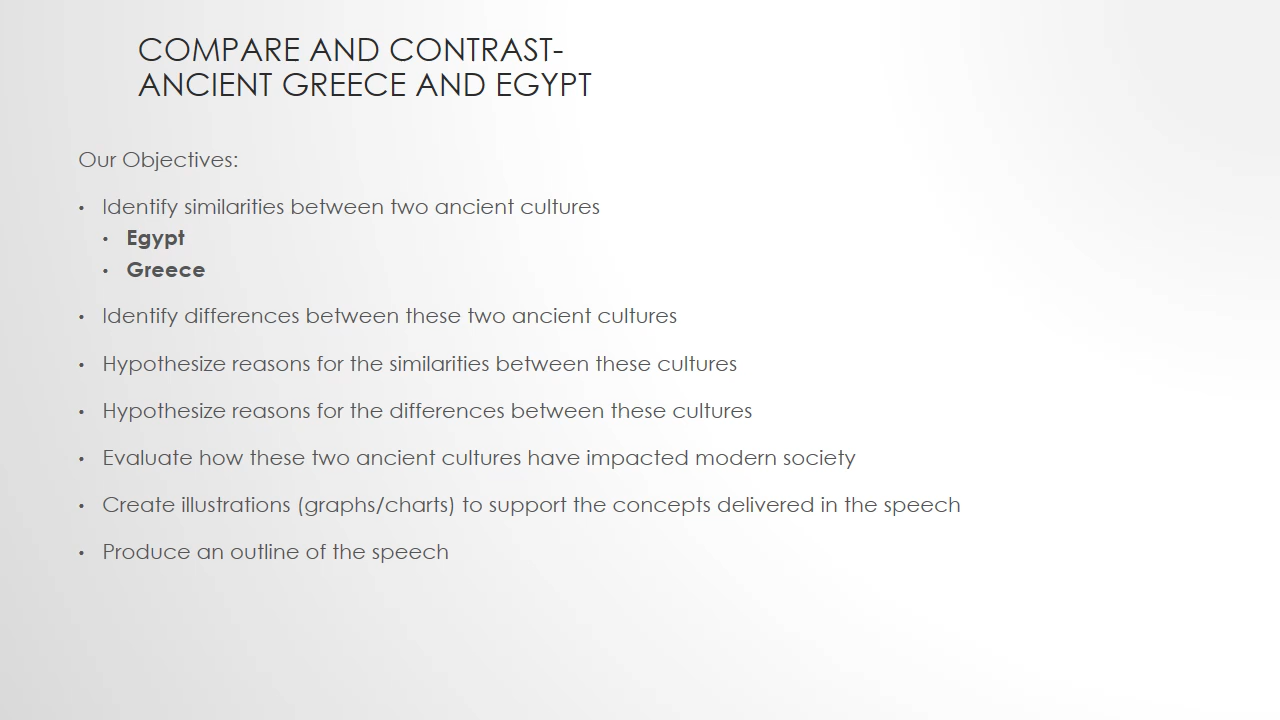 COMPARE AND CONTRAST-
ANCIENT GREECE AND EGYPT
Our Objectives:
• Identify similarities between two ancient cultures
• Egypt
• Greece
• Identify differences between these two ancient cultures
• Hypothesize reasons for the similarities between these cultures
• Hypothesize reasons for the differences between these cultures
• Evaluate how these two ancient cultures have impacted modern society
• Create illustrations (graphs/charts) to support the concepts delivered in the speech
• Produce an outline of the speech